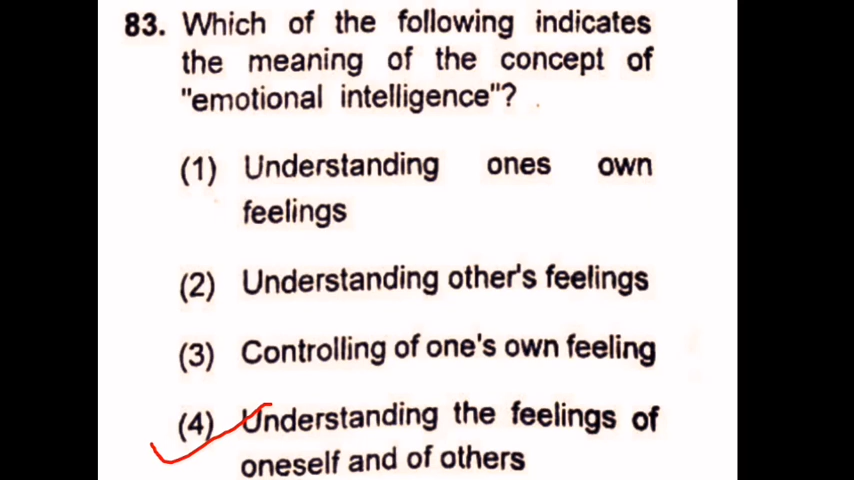 83. Which of the following indicates
the meaning of the concept of
"emotional intelligence"?
(1) Understanding ones own
feelings
(2) Understanding other's feelings
(3) Controlling of one's own feeling
(4) Understanding the feelings of
oneself and of others